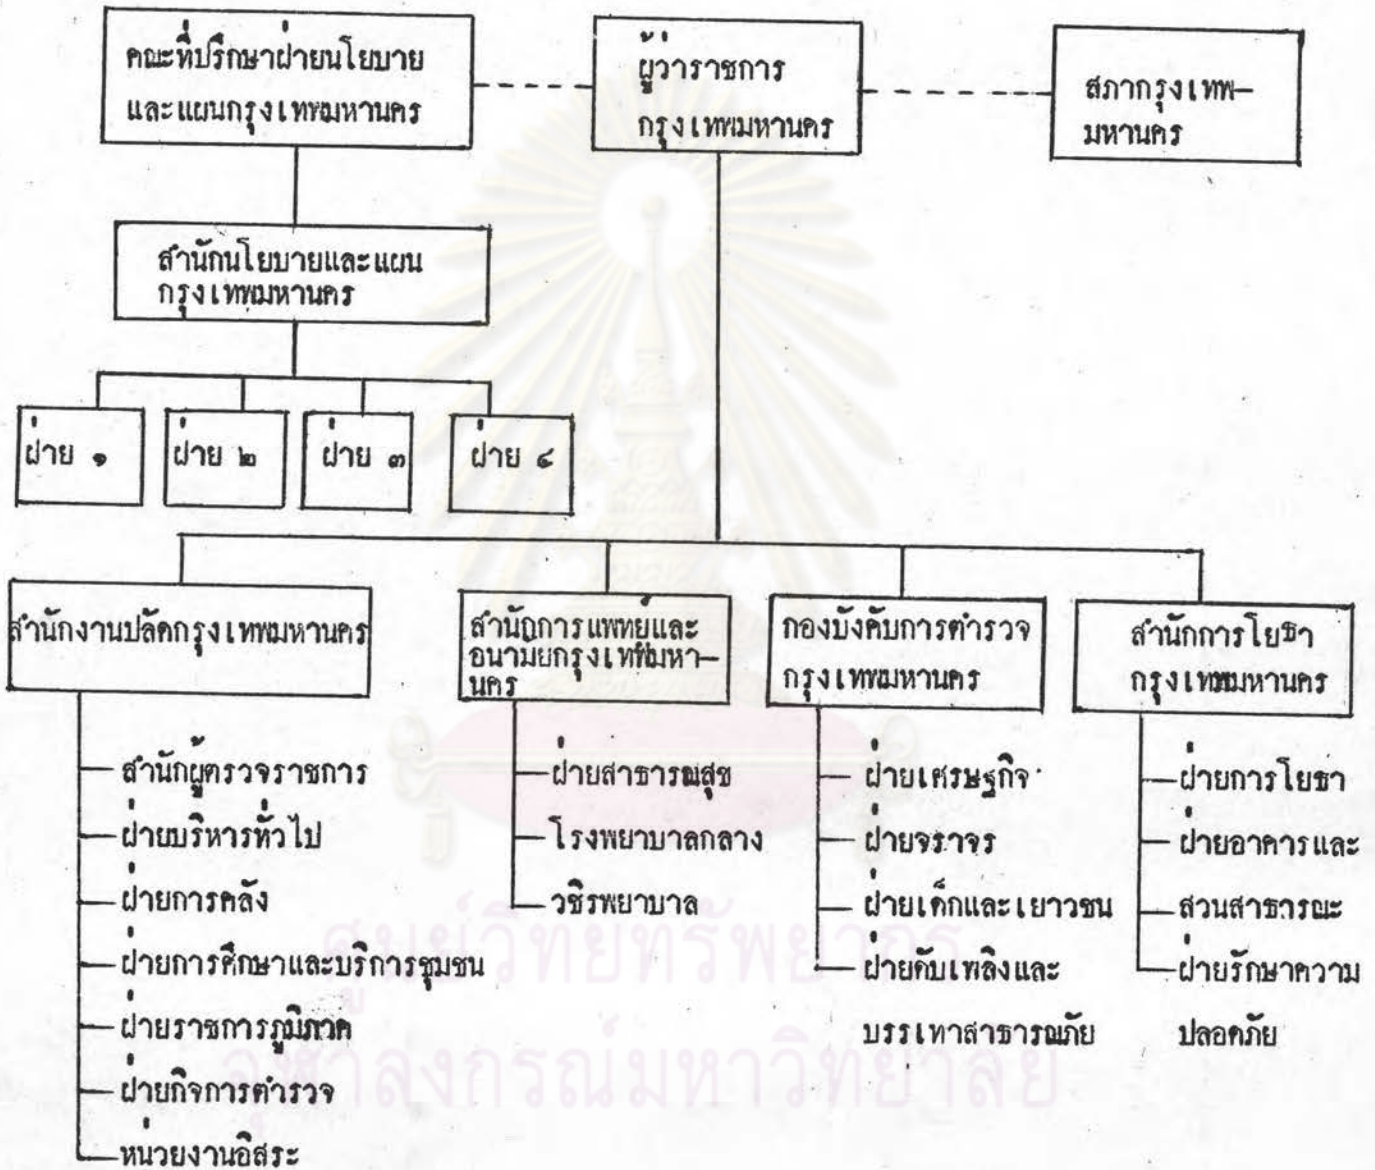 คณะที่ปรึกษาฝ่ายนโยบาย
และแผนกรุงเทพมหานคร
ผู้ว่าราชการ
กรุงเทพมหานคร
สภากรุงเทพ-
มหานคร
สำนักนโยบายและแผน
กรุงเทพมหานคร
ฝ่าย ๑
ฝ่าย ๒
ฝ่าย ๓
ฝ่าย ๔
สำนักงานปลัดกรุงเทพมหานคร
สำนักการแพทย์และ
อนามัยกรุงเทพมหา-
นคร
กองบังคับการตำรวจ
กรุงเทพมหานคร
สำนักการโยธา
กรุงเทพมหานคร
สำนักผู้ตรวจราชการ
ฝ่ายบริหารทั่วไป
ฝ่ายการคลัง
ฝ่ายการศึกษาและบริการชุมชน
ฝ่ายราชการภูมิภาค
ฝ่ายกิจการตำรวจ
หน่วยงานอิสระ
ฝ่ายสาธารณสุข
โรงพยาบาลกลาง
วชิรพยาบาล
ฝ่ายเศรษฐกิจ
ฝ่ายจราจร
ฝ่ายเด็กและเยาวชน
ฝ่ายดับเพลิงและ
บรรเทาสาธารณภัย
ฝ่ายการโยธา
ฝ่ายอาคารและ
สวนสาธารณะ
ฝ่ายรักษาความ
ปลอดภัย
ศูนย์วิทยทรัพยากร
จุฬาลงกรณ์มหาวิทยาลัย